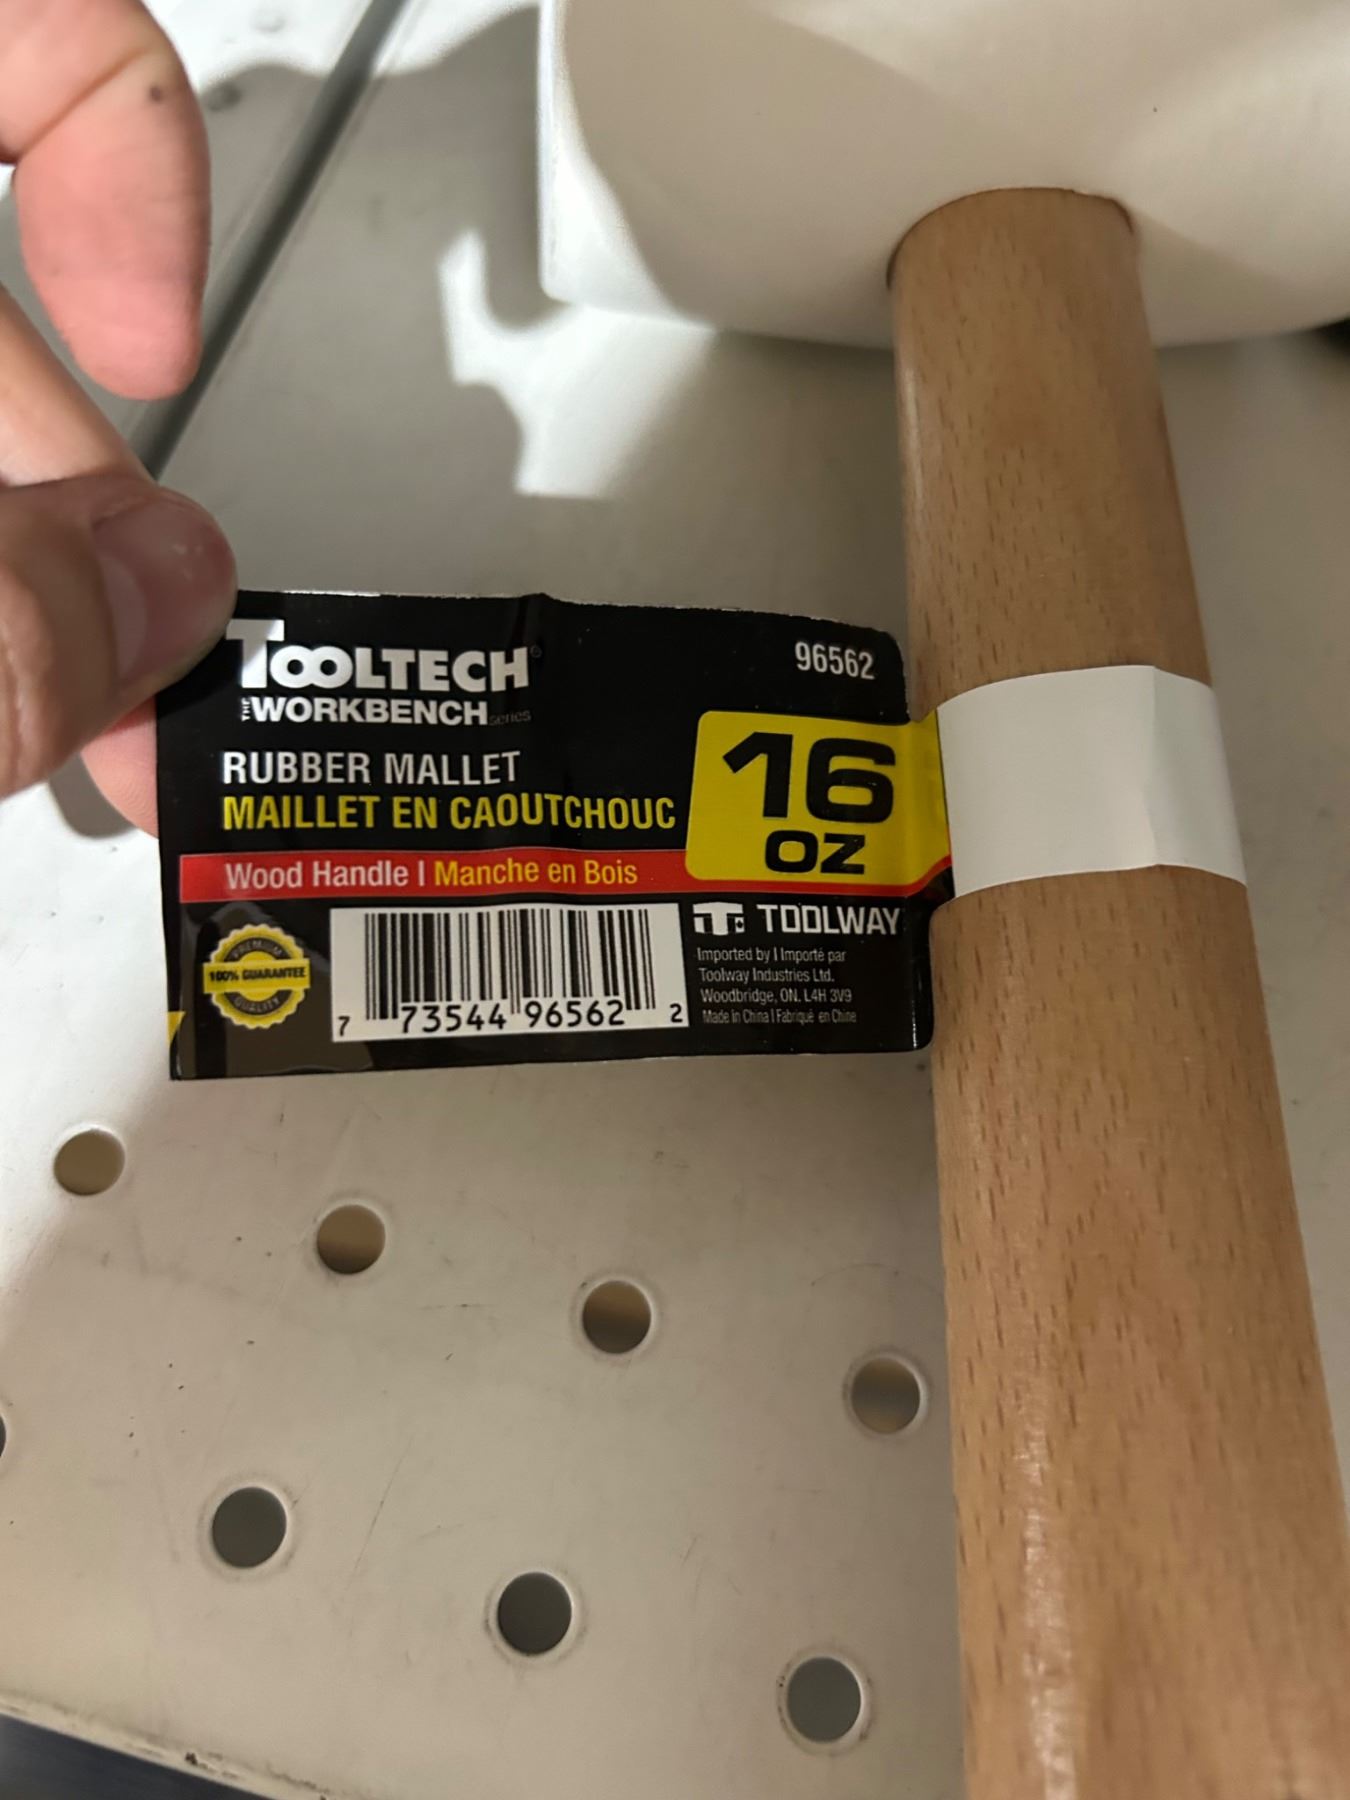 TOOLTECH®
THE WORKBENCH series
96562
RUBBER MALLET
MAILLET EN CAOUTCHOUC
16
OZ
Wood Handle | Manche en Bois
PREMIUM
100% GUARANTEE
QUALITY
7 73544 96562 2
TOOLWAY
Imported by | Importé par
Toolway Industries Ltd.
Woodbridge, ON. L4H 3V9
Made in China | Fabriqué en Chine